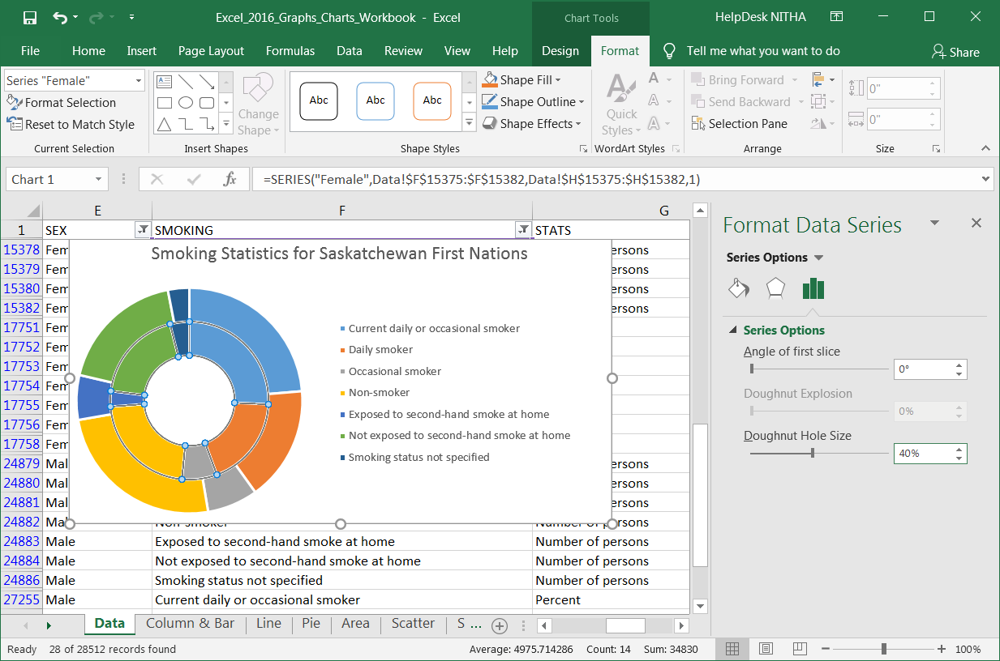 Excel_2016_Graphs_Charts_Workbook - Excel
Chart Tools
HelpDesk NITHA
File Home Insert Page Layout Formulas Data Review View Help Design Format Tell me what you want to do Share
Series "Female"
Format Selection
Reset to Match Style
Current Selection
Change
Shape
Insert Shapes
Abc Abc Abc
Shape Fill
Shape Outline
Shape Effects
Shape Styles
Quick
Styles
A
A
A
WordArt Styles
Bring Forward
Send Backward
Selection Pane
Arrange
0"
0"
Size
Chart 1 fx =SERIES("Female",Data!$F$15375:$F$15382,Data!$H$15375:$H$15382,1)
E F G
1 SEX SMOKING STATS
15378 Fem ersons
15379 Fem ersons
15380 Fem ersons
15382 Fem ersons
17751 Fem
17752 Fem
17753 Fem
17754 Fem
17755 Fem
17756 Fem
17758 Fem
24879 Mal ersons
24880 Mal ersons
24881 Mal ersons
24882 Ma Non-smoker Number of persons
24883 Male Exposed to second-hand smoke at home Number of persons
24884 Male Not exposed to second-hand smoke at home Number of persons
24886 Male Smoking status not specified Number of persons
27255 Male Current daily or occasional smoker Percent
Smoking Statistics for Saskatchewan First Nations
Current daily or occasional smoker
Daily smoker
Occasional smoker
Non-smoker
Exposed to second-hand smoke at home
Not exposed to second-hand smoke at home
Smoking status not specified
Format Data Series
Series Options
Series Options
Angle of first slice
0°
Doughnut Explosion
0%
Doughnut Hole Size
40%
Data Column & Bar Line Pie Area Scatter S ...
Ready 28 of 28512 records found Average: 4975.714286 Count: 14 Sum: 34830 100%